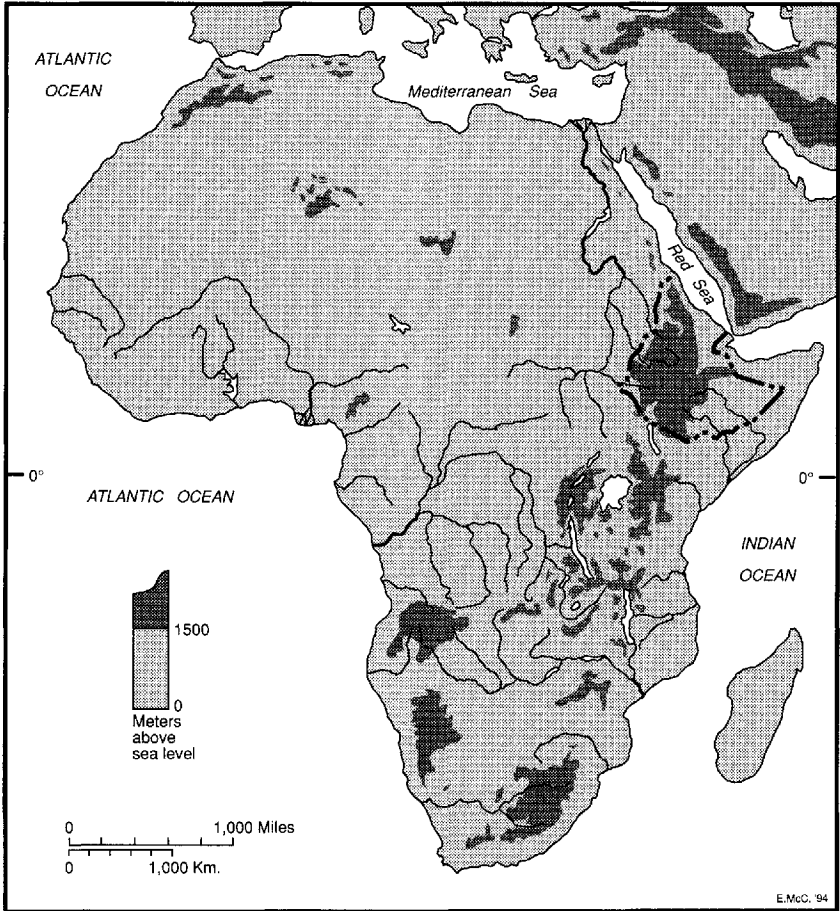 ATLANTIC
OCEAN
Mediterranean Sea
Red Sea
0°
0°
ATLANTIC OCEAN
INDIAN
OCEAN
1500
0
Meters
above
sea level
0 1,000 Miles
0 1,000 Km.
E.McC. '94